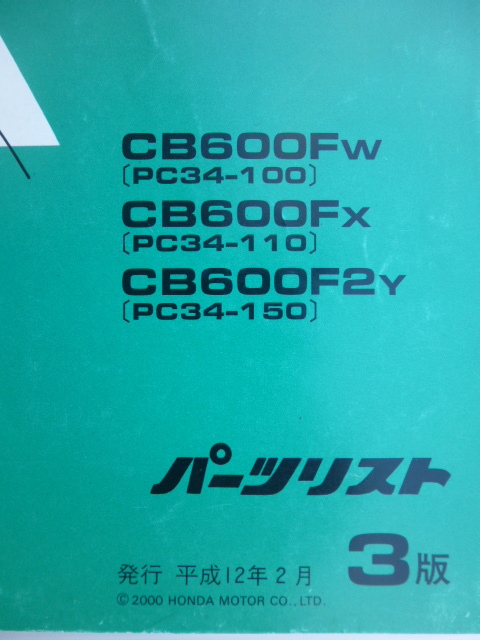 CB600FW
〔PC34-100〕
CB600FX
〔PC34-110〕
CB600F2Y
〔PC34-150〕
パーツリスト
発行 平成12年2月 3版
© 2000 HONDA MOTOR CO., LTD.